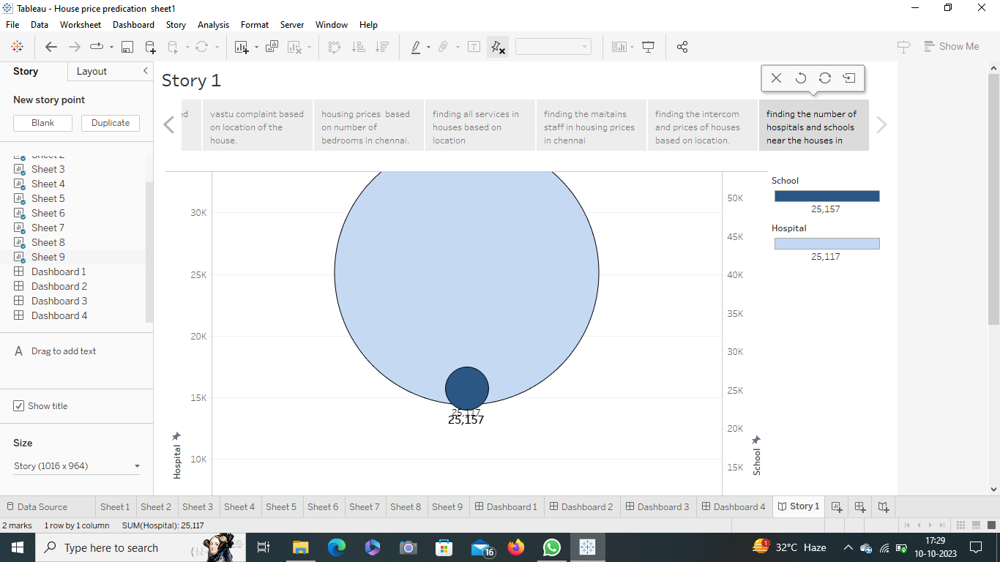 Tableau - House price predication sheet1
File Data Worksheet Dashboard Story Analysis Format Server Window Help
Show Me
Story Layout
New story point
Blank Duplicate
Sheet 2
Sheet 3
Sheet 4
Sheet 5
Sheet 6
Sheet 7
Sheet 8
Sheet 9
Dashboard 1
Dashboard 2
Dashboard 3
Dashboard 4
A Drag to add text
Show title
Size
Story (1016 x 964)
Story 1
ed
vastu complaint based
on location of the
house.
housing prices based
on number of
bedrooms in chennai.
finding all services in
houses based on
location
finding the maitains
staff in housing prices
in chennai
finding the intercom
and prices of houses
based on location.
finding the number of
hospitals and schools
near the houses in
30K
25K
20K
15K
10K
Hospital
25,117
25,157
50K
45K
40K
35K
30K
25K
20K
15K
School
School
25,157
Hospital
25,117
Data Source Sheet 1 Sheet 2 Sheet 3 Sheet 4 Sheet 5 Sheet 6 Sheet 7 Sheet 8 Sheet 9 Dashboard 1 Dashboard 2 Dashboard 3 Dashboard 4 Story 1
2 marks 1 row by 1 column SUM(Hospital): 25,117
Type here to search
16
1
32°C Haze
17:29
10-10-2023